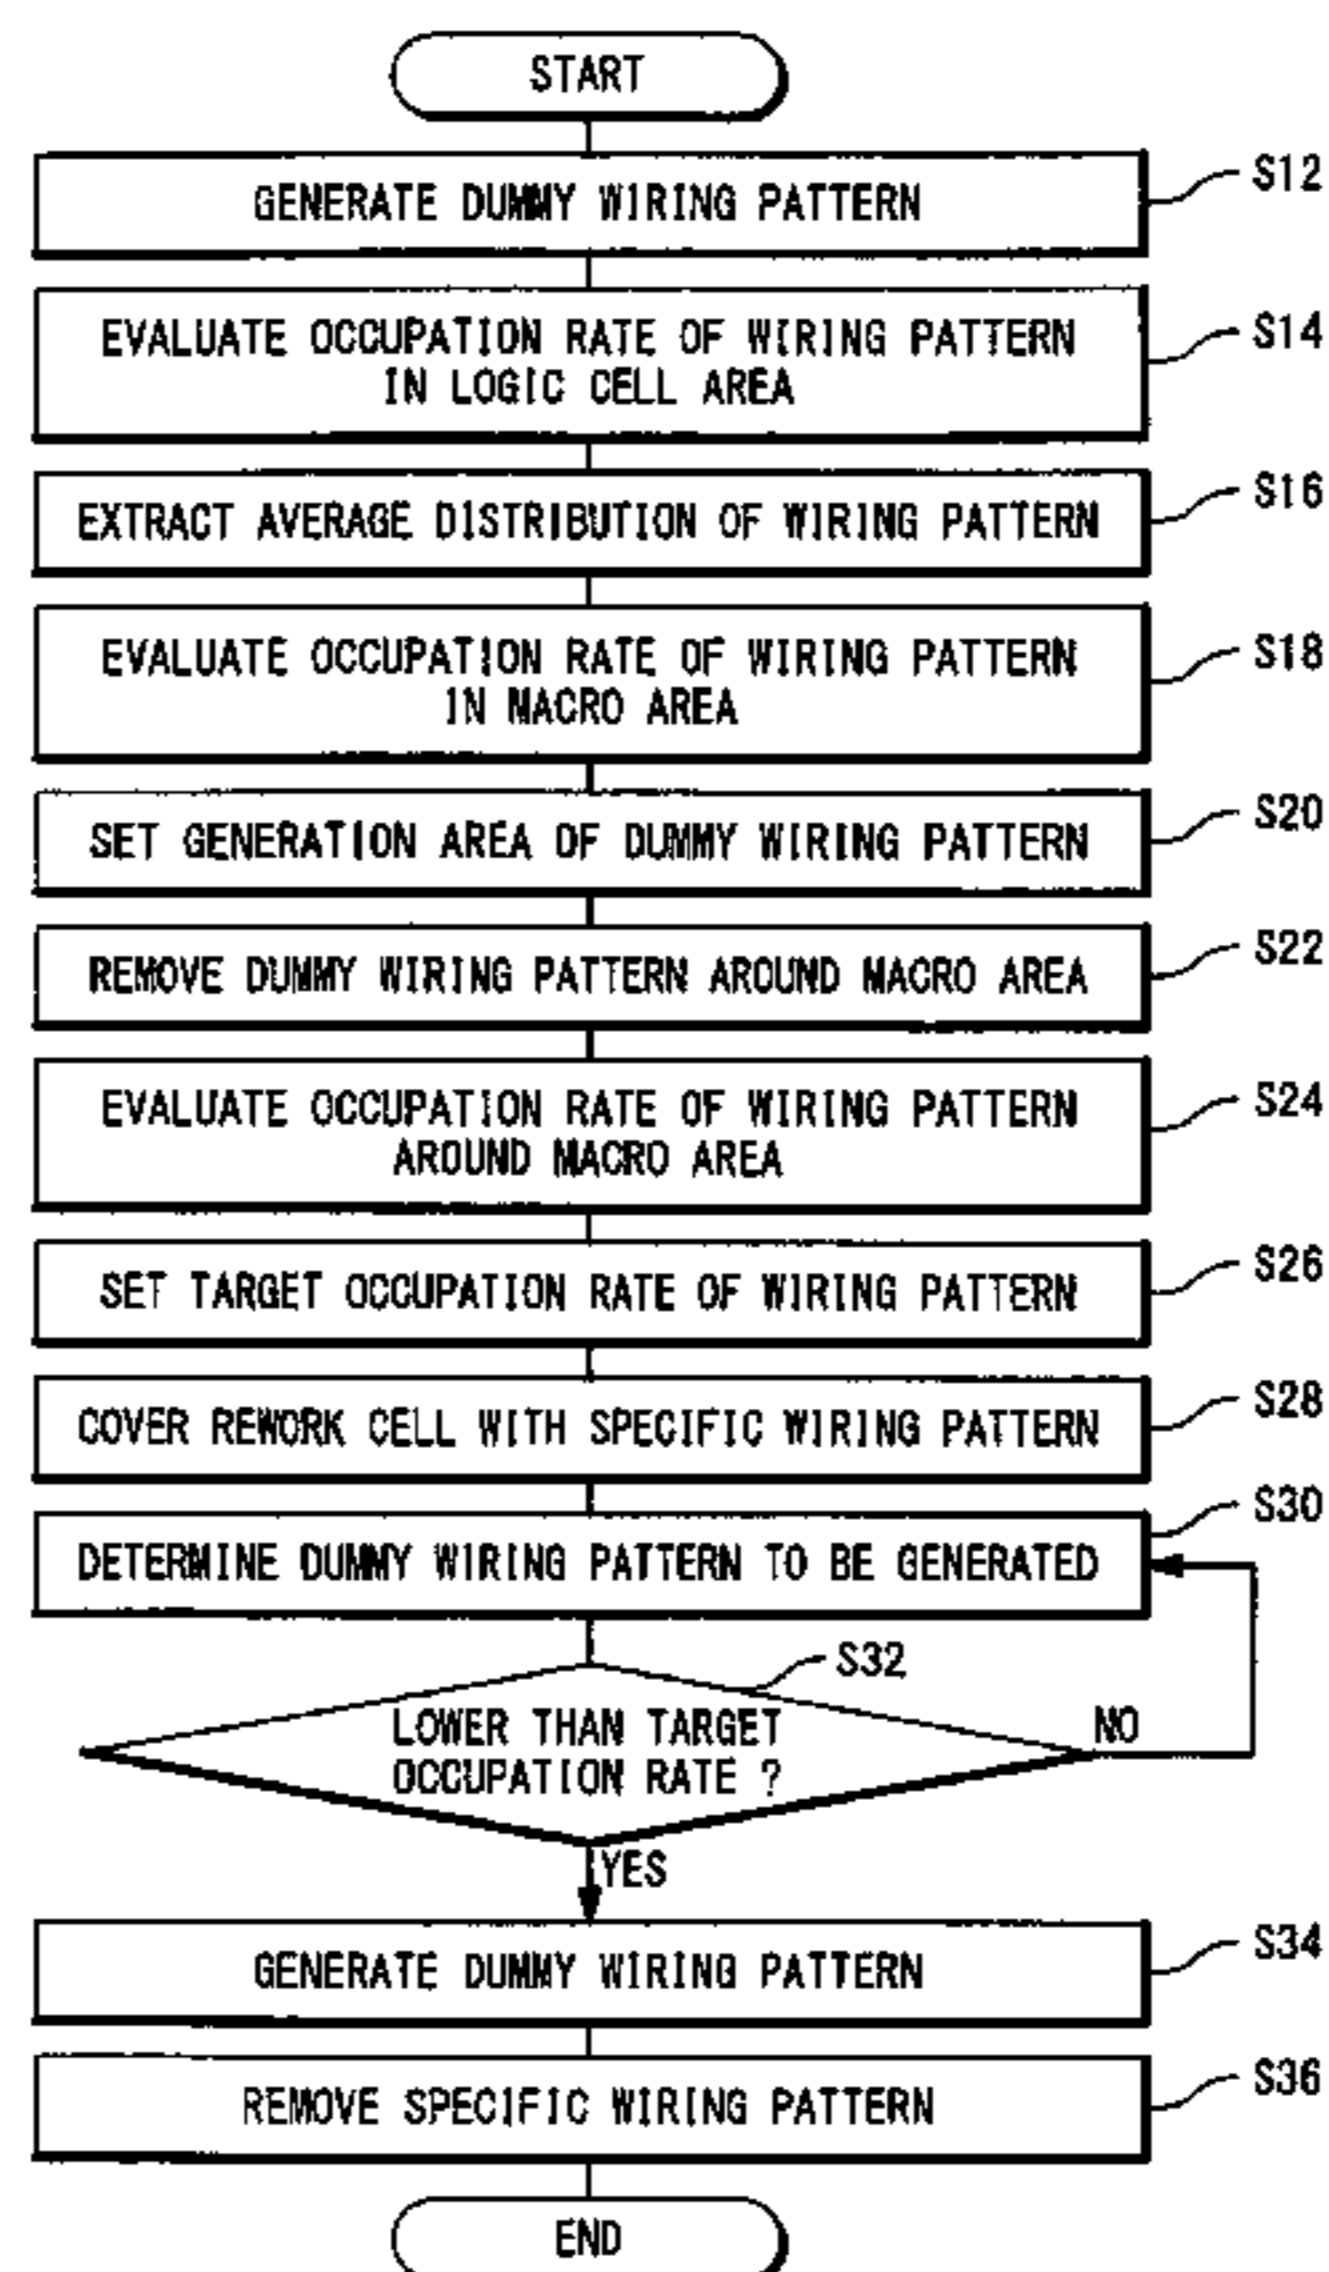 START
GENERATE DUMMY WIRING PATTERN
S12
EVALUATE OCCUPATION RATE OF WIRING PATTERN
IN LOGIC CELL AREA
S14
EXTRACT AVERAGE DISTRIBUTION OF WIRING PATTERN
S16
EVALUATE OCCUPATION RATE OF WIRING PATTERN
IN MACRO AREA
S18
SET GENERATION AREA OF DUMMY WIRING PATTERN
S20
REMOVE DUMMY WIRING PATTERN AROUND MACRO AREA
S22
EVALUATE OCCUPATION RATE OF WIRING PATTERN
AROUND MACRO AREA
S24
SET TARGET OCCUPATION RATE OF WIRING PATTERN
S26
COVER REWORK CELL WITH SPECIFIC WIRING PATTERN
S28
DETERMINE DUMMY WIRING PATTERN TO BE GENERATED
S30
S32
LOWER THAN TARGET
OCCUPATION RATE ?
NO
YES
GENERATE DUMMY WIRING PATTERN
S34
REMOVE SPECIFIC WIRING PATTERN
S36
END